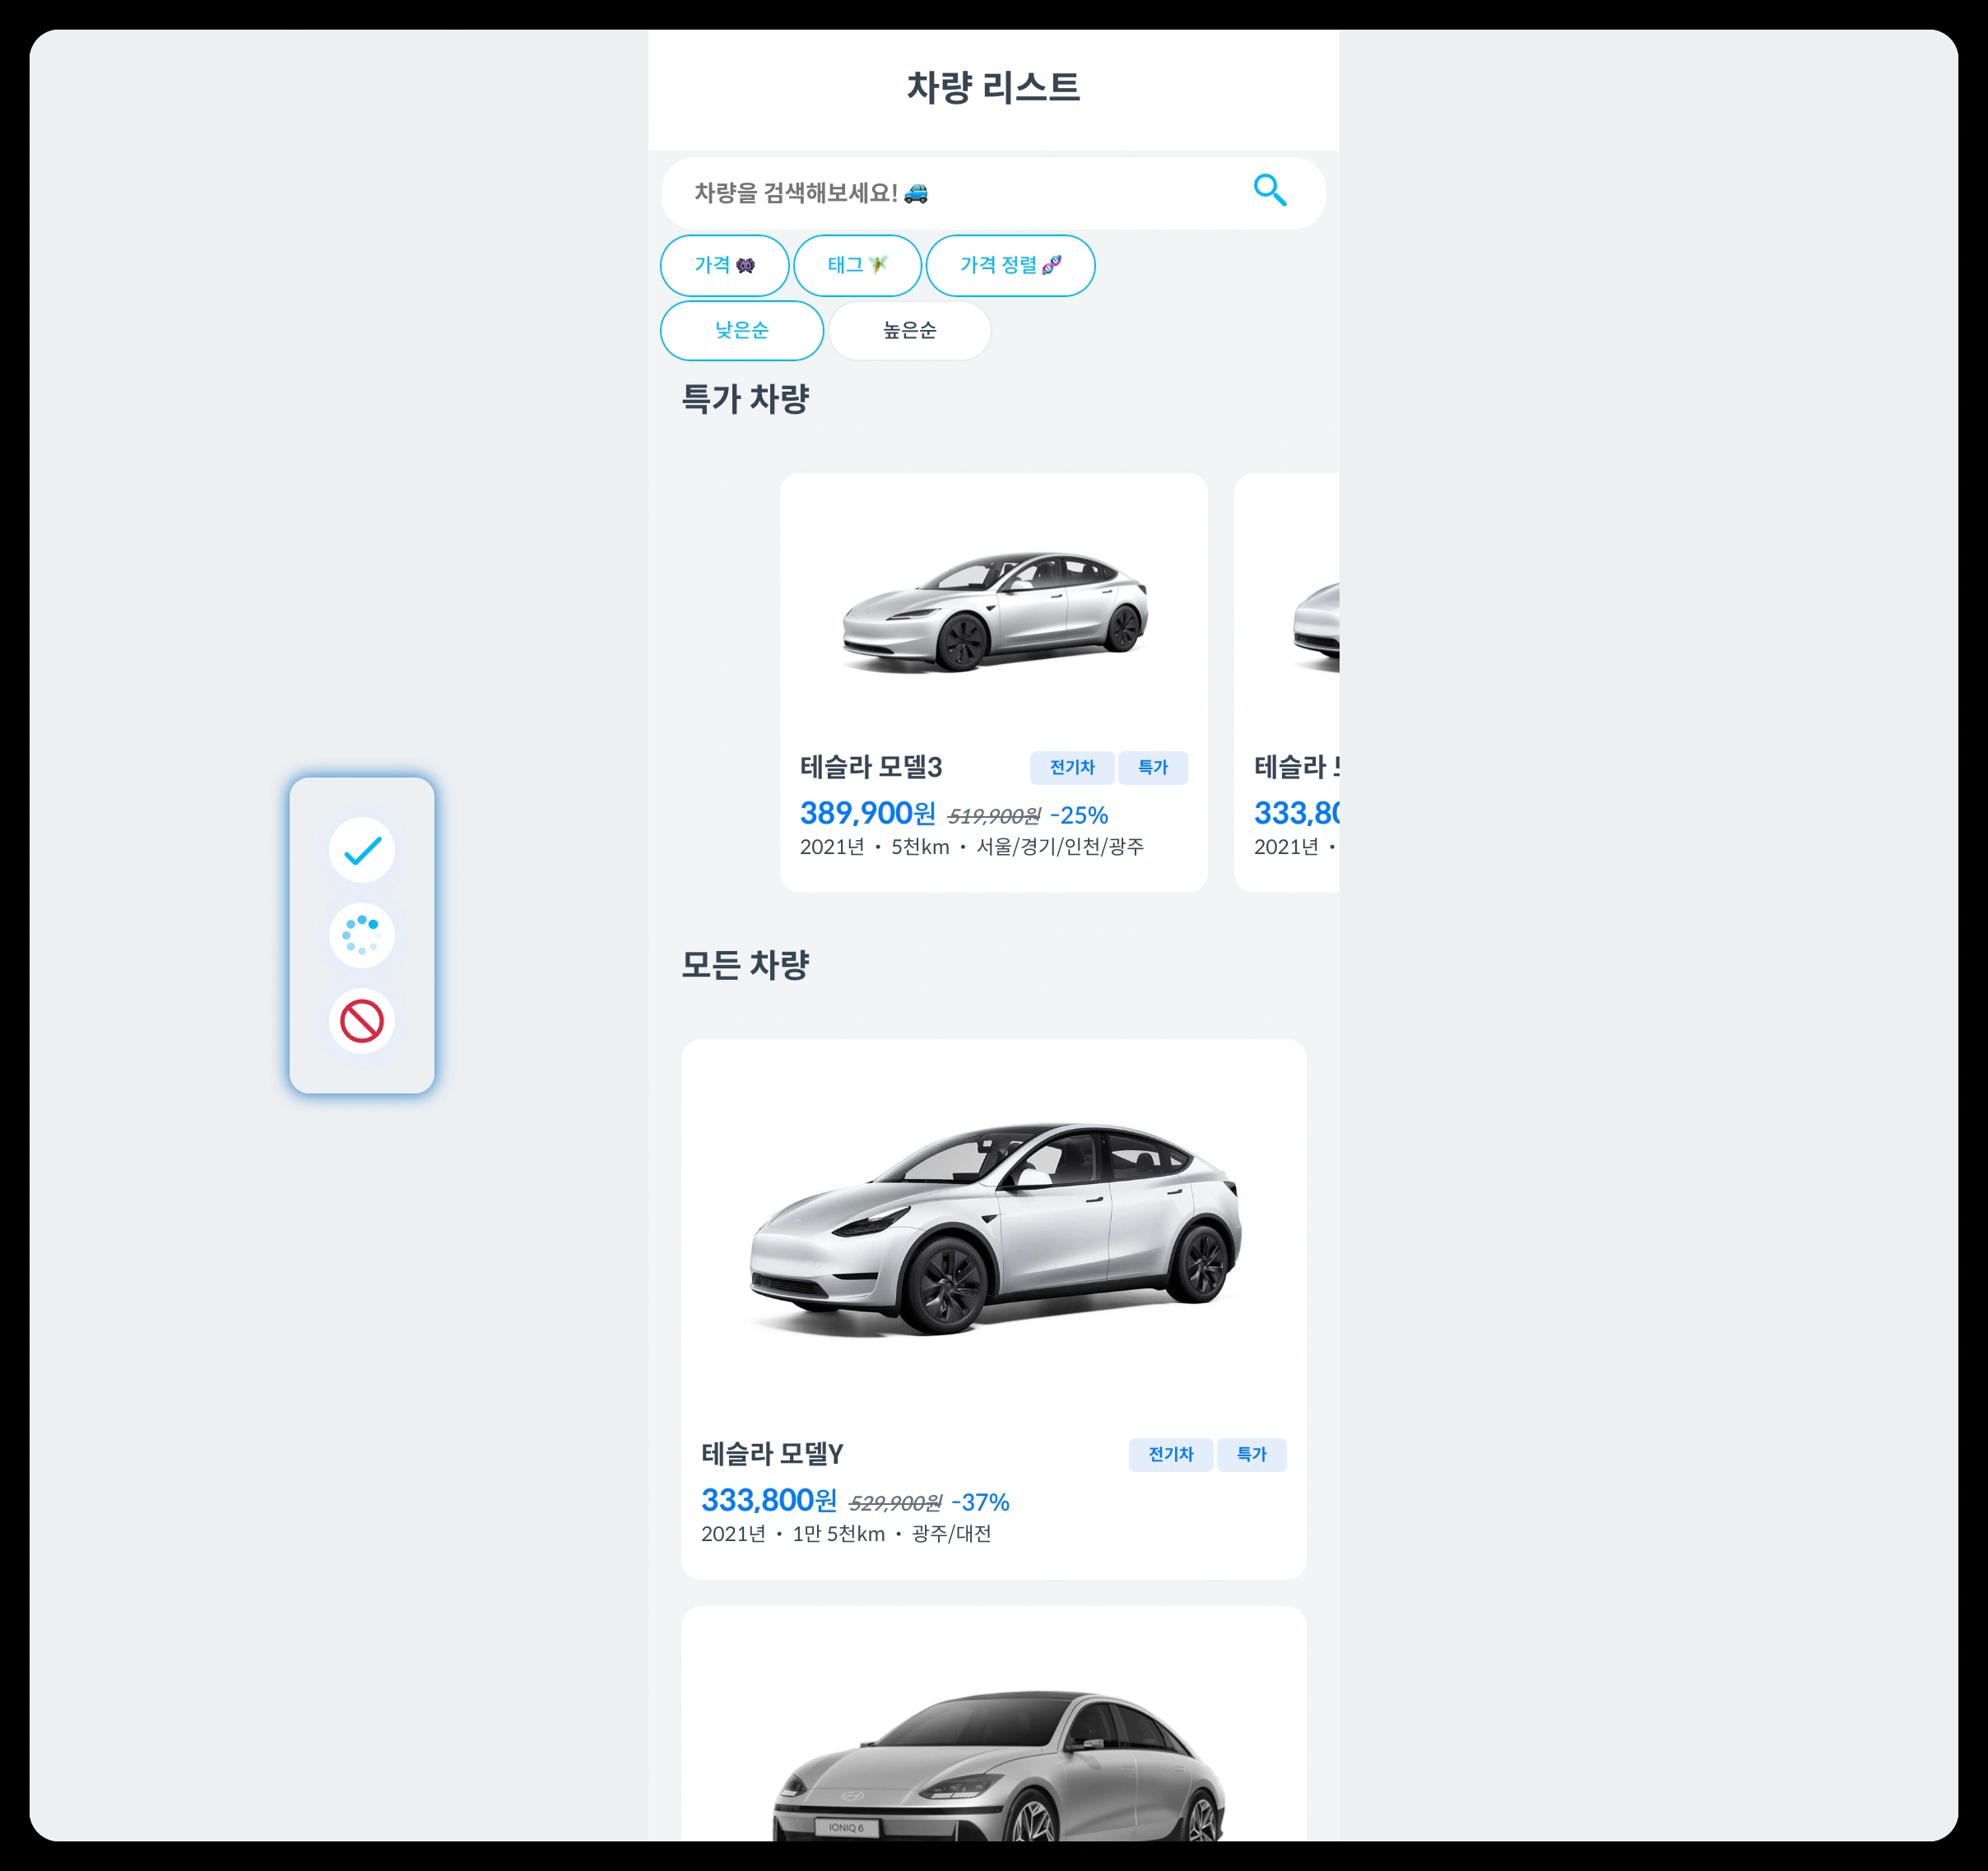 차량 리스트
차량을 검색해보세요! 🚙
가격 👾 태그 🧚 가격 정렬 🧬
낮은순 높은순
특가 차량
테슬라 모델3 전기차 특가
389,900원 519,900원 -25%
2021년 • 5천km • 서울/경기/인천/광주
테슬라
333,80
2021년 •
모든 차량
테슬라 모델Y 전기차 특가
333,800원 529,900원 -37%
2021년 • 1만 5천km • 광주/대전
IONIQ 6